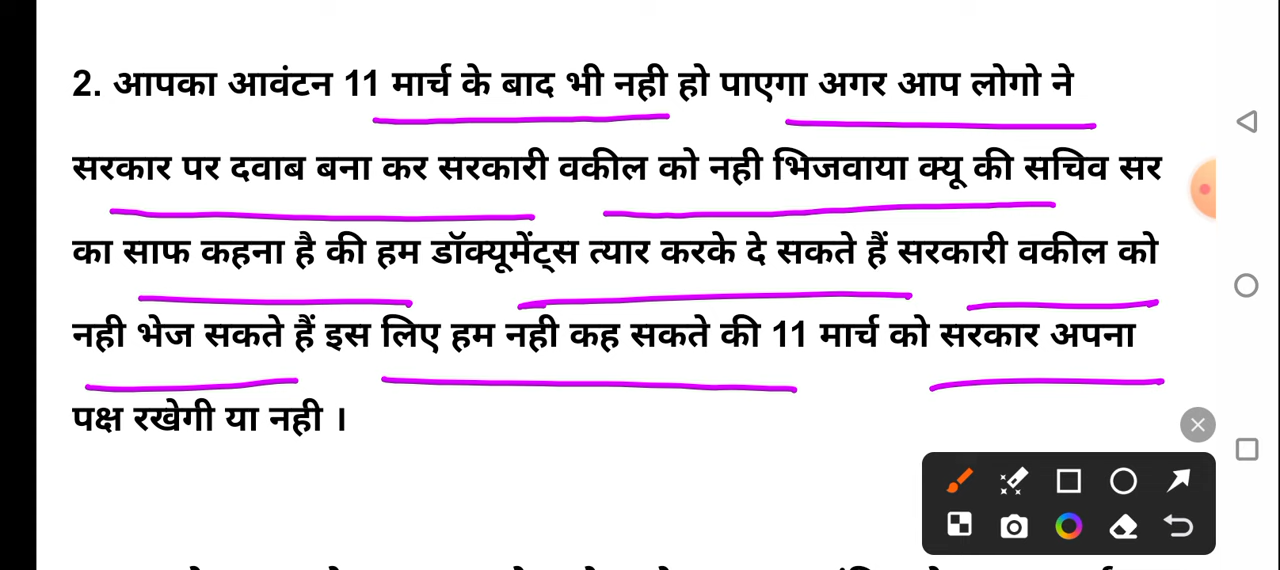 2. आपका आवंटन 11 मार्च के बाद भी नही हो पाएगा अगर आप लोगो ने
सरकार पर दवाब बना कर सरकारी वकील को नही भिजवाया क्यू की सचिव सर
का साफ कहना है की हम डॉक्यूमेंट्स त्यार करके दे सकते हैं सरकारी वकील को
नही भेज सकते हैं इस लिए हम नही कह सकते की 11 मार्च को सरकार अपना
पक्ष रखेगी या नही ।